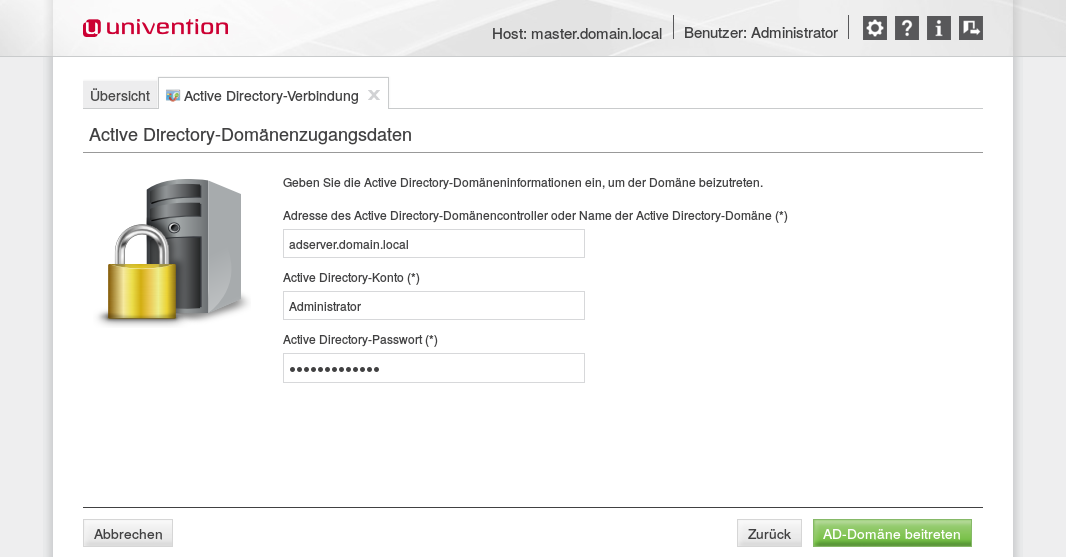 univention
Host: master.domain.local
Benutzer: Administrator
Übersicht
Active Directory-Verbindung
Active Directory-Domänenzugangsdaten
Geben Sie die Active Directory-Domäneninformationen ein, um der Domäne beizutreten.
Adresse des Active Directory-Domänencontroller oder Name der Active Directory-Domäne (*)
adserver.domain.local
Active Directory-Konto (*)
Administrator
Active Directory-Passwort (*)
•••••••••••••
Abbrechen
Zurück
AD-Domäne beitreten